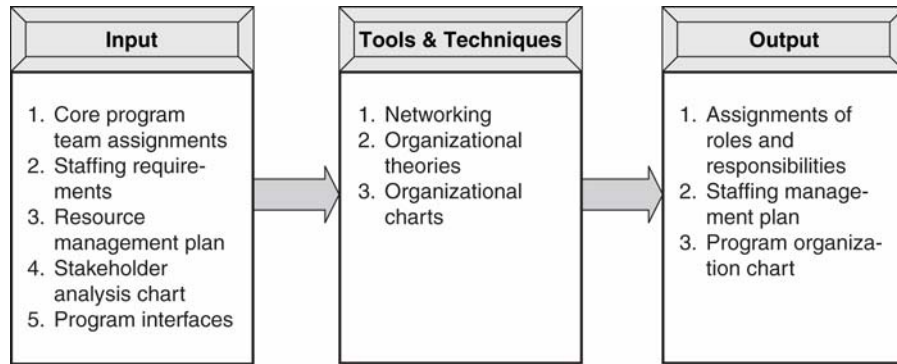 Input
1. Core program
team assignments
2. Staffing require-
ments
3. Resource
management plan
4. Stakeholder
analysis chart
5. Program interfaces
Tools & Techniques
1. Networking
2. Organizational
theories
3. Organizational
charts
Output
1. Assignments of
roles and
responsibilities
2. Staffing manage-
ment plan
3. Program organiza-
tion chart